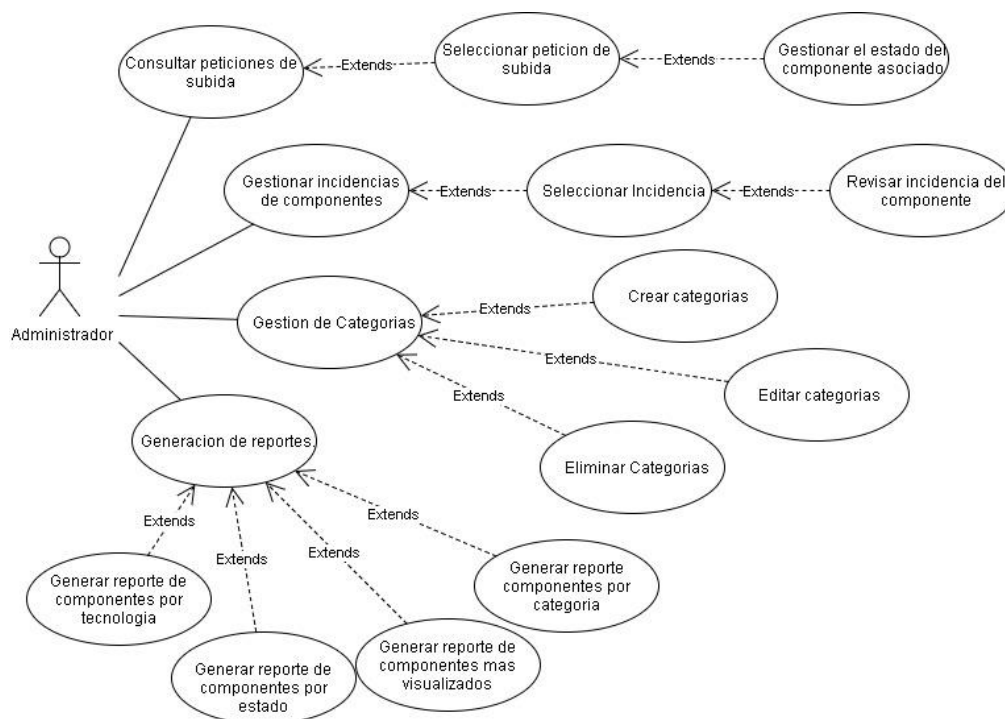 Consultar peticiones de
subida
Extends
Seleccionar peticion de
subida
Extends
Gestionar el estado del
componente asociado
Gestionar incidencias
de componentes
Extends
Seleccionar Incidencia
Extends
Revisar incidencia del
componente
Administrador
Gestion de Categorias
Extends
Crear categorias
Extends
Editar categorias
Extends
Eliminar Categorias
Generacion de reportes.
Extends
Extends
Extends
Extends
Generar reporte de
componentes por
tecnologia
Generar reporte de
componentes por
estado
Generar reporte de
componentes mas
visualizados
Generar reporte
componentes por
categoria